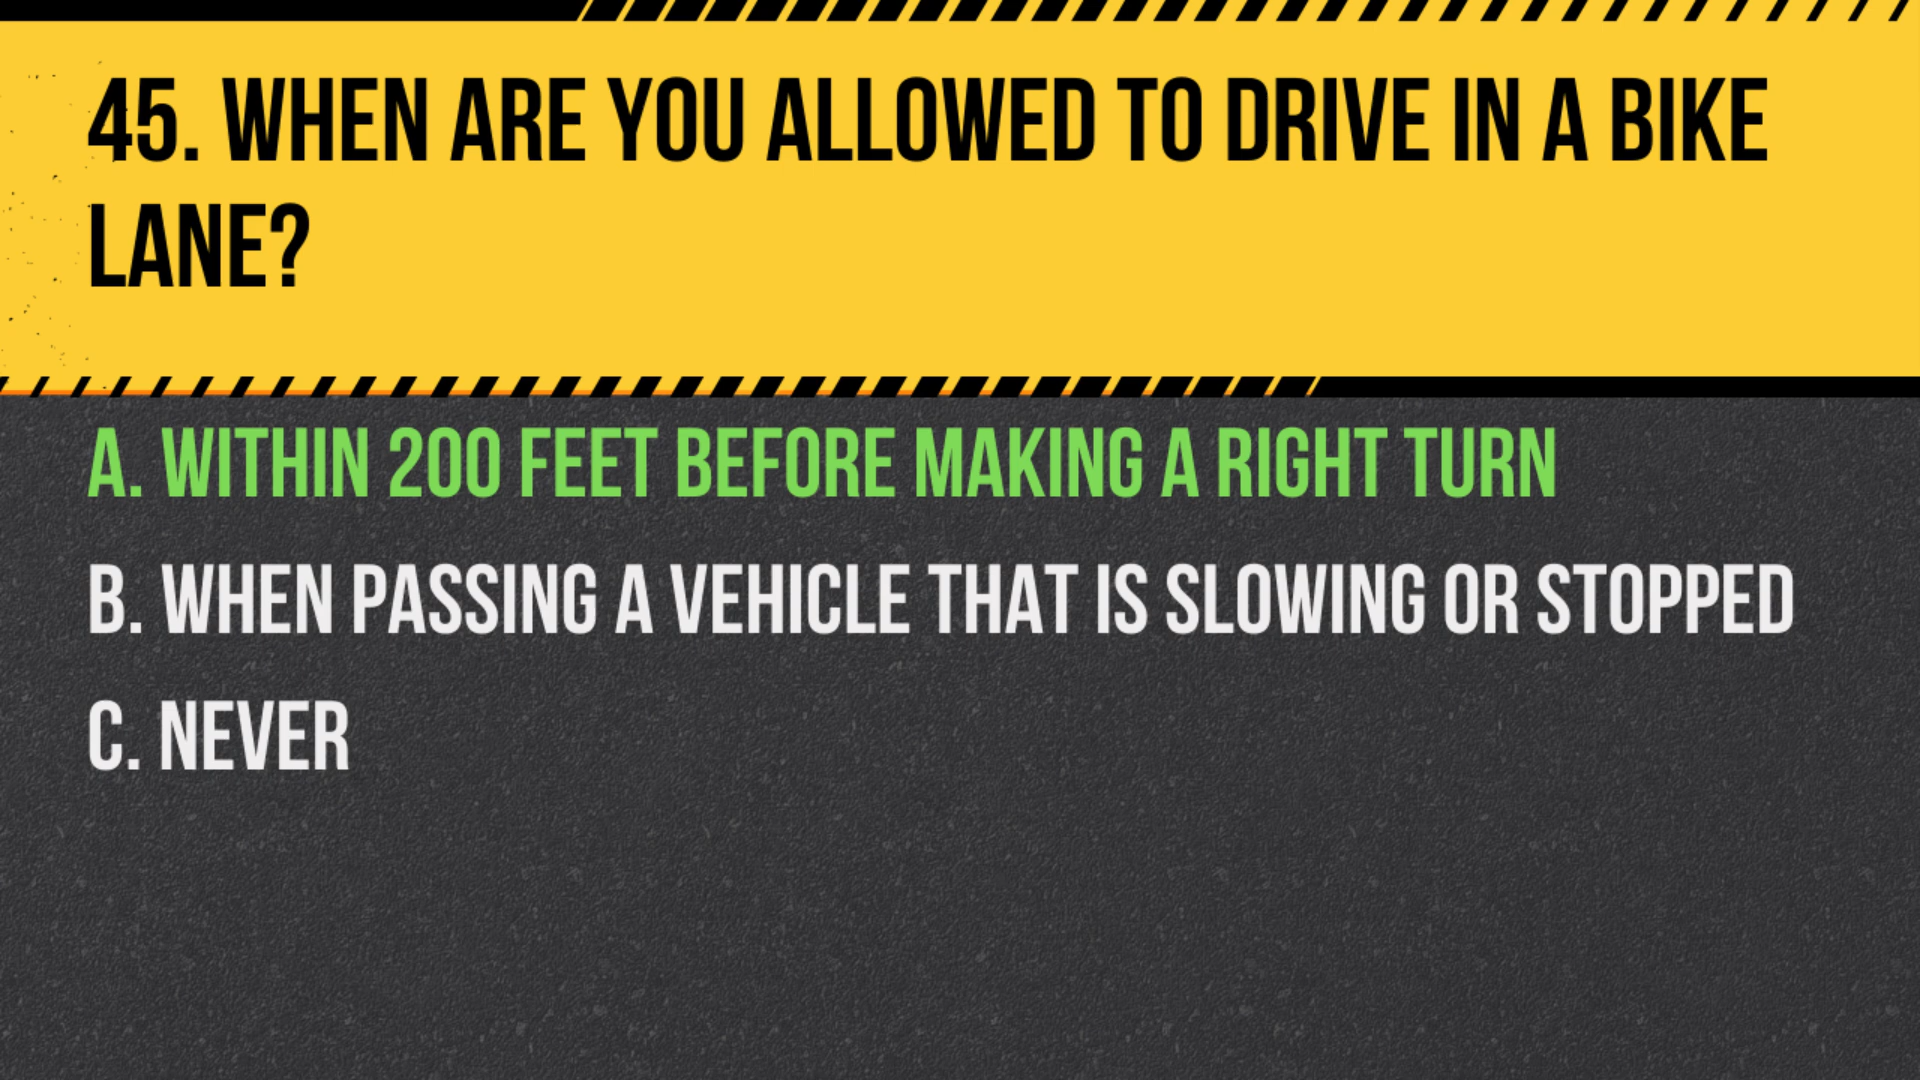 45. WHEN ARE YOU ALLOWED TO DRIVE IN A BIKE
LANE?
A. WITHIN 200 FEET BEFORE MAKING A RIGHT TURN
B. WHEN PASSING A VEHICLE THAT IS SLOWING OR STOPPED
C. NEVER